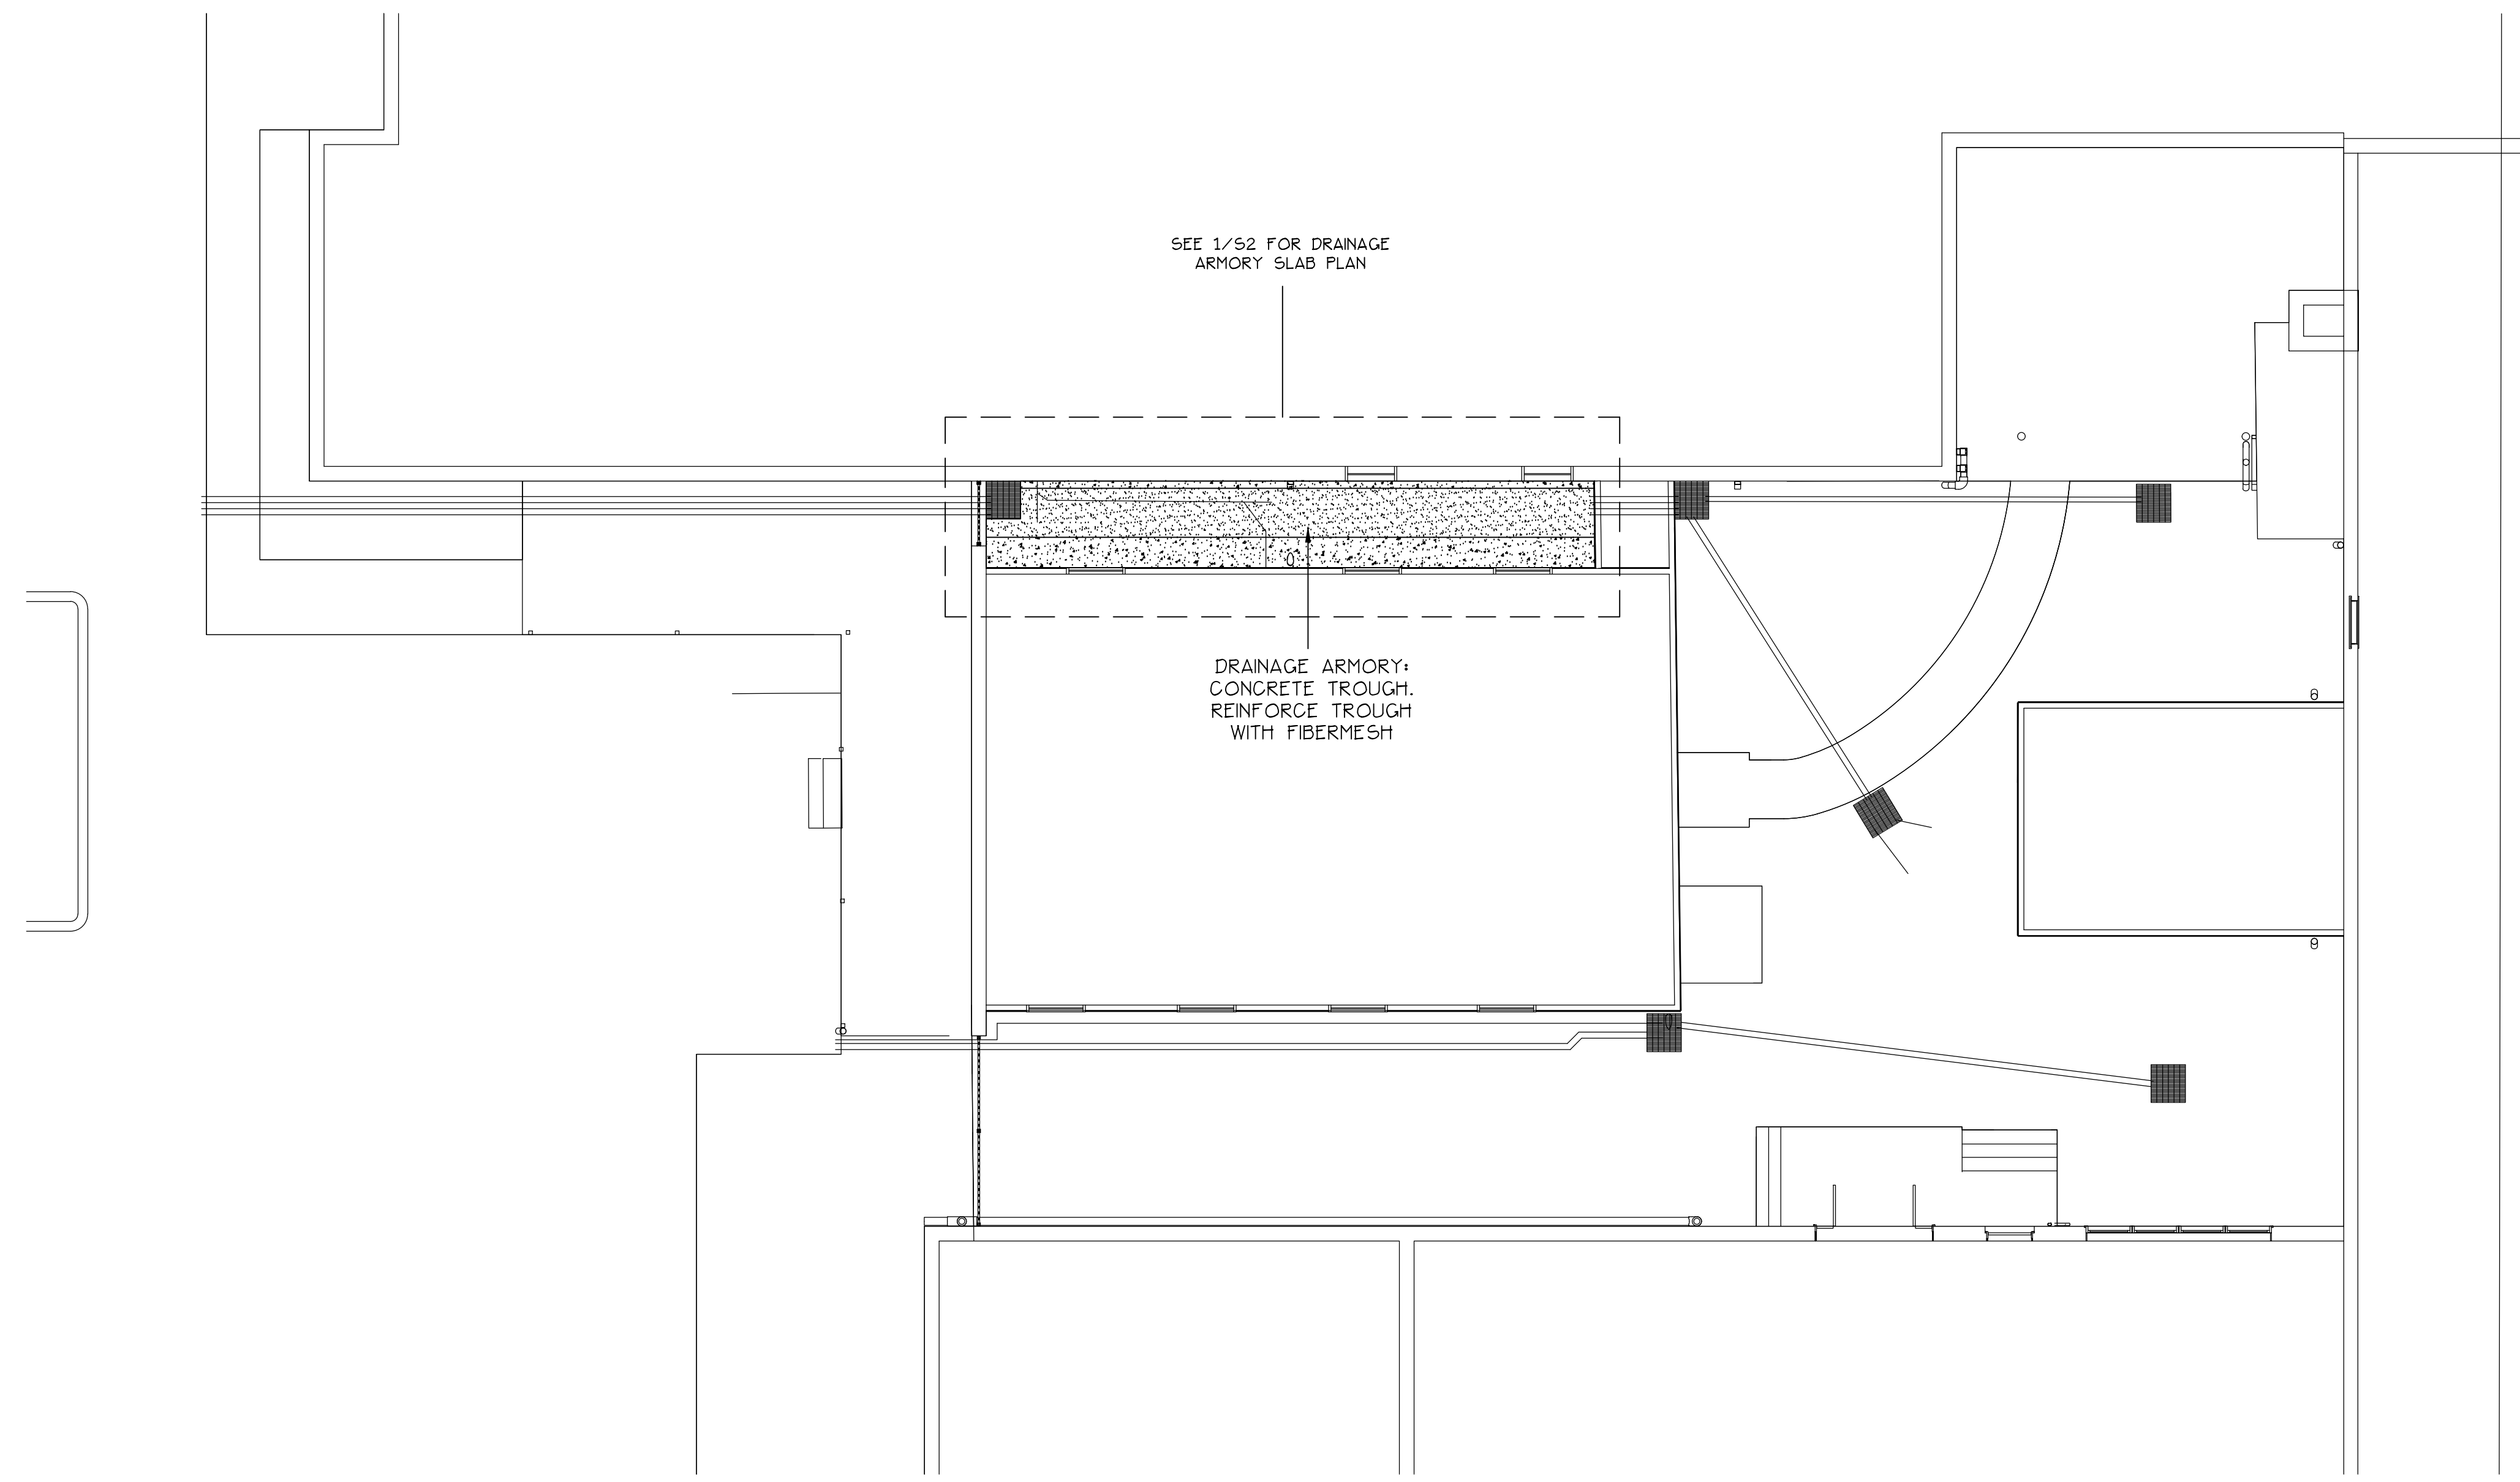 SEE 1/S2 FOR DRAINAGE
ARMORY SLAB PLAN
DRAINAGE ARMORY:
CONCRETE TROUGH.
REINFORCE TROUGH
WITH FIBERMESH